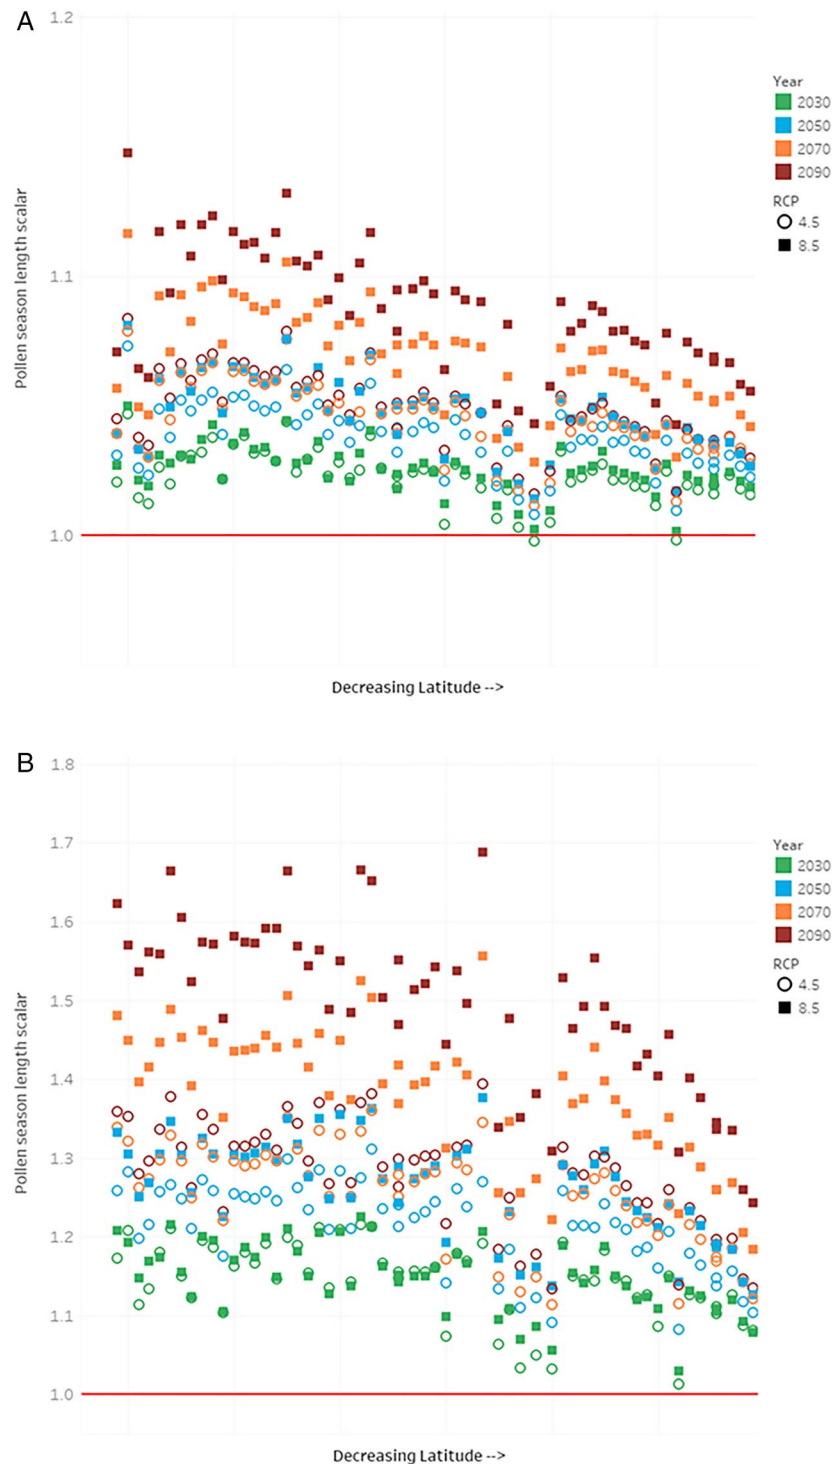 A
1.2
1.1
1.0
Pollen season length scalar
Decreasing Latitude -->
Year
2030
2050
2070
2090
RCP
4.5
8.5
B
1.8
1.7
1.6
1.5
1.4
1.3
1.2
1.1
1.0
Pollen season length scalar
Decreasing Latitude -->
Year
2030
2050
2070
2090
RCP
4.5
8.5